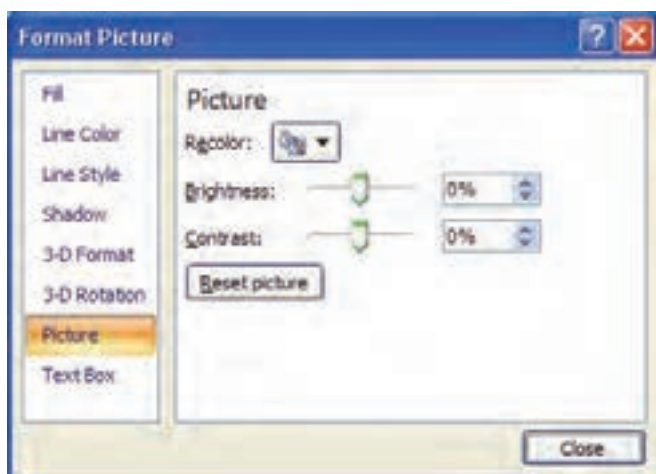 Format Picture
Fill
Line Color
Line Style
Shadow
3-D Format
3-D Rotation
Picture
Text Box
Picture
Recolor:
Brightness: 0%
Contrast: 0%
Reset picture
Close